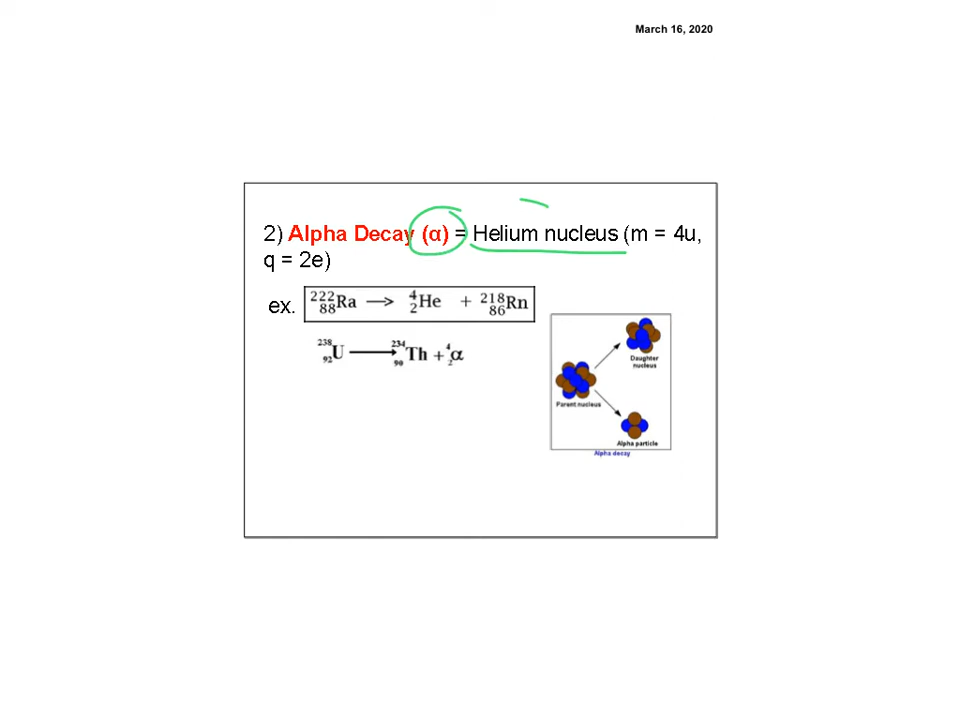 March 16, 2020
2) Alpha Decay (α) = Helium nucleus (m = 4u,
q = 2e)
ex. ²²²₈₈Ra → ⁴₂He + ²¹⁸₈₆Rn
²³⁸₉₂U → ²³⁴₉₀Th + ⁴₂α
Daughter
nucleus
Parent nucleus
Alpha particle
Alpha decay